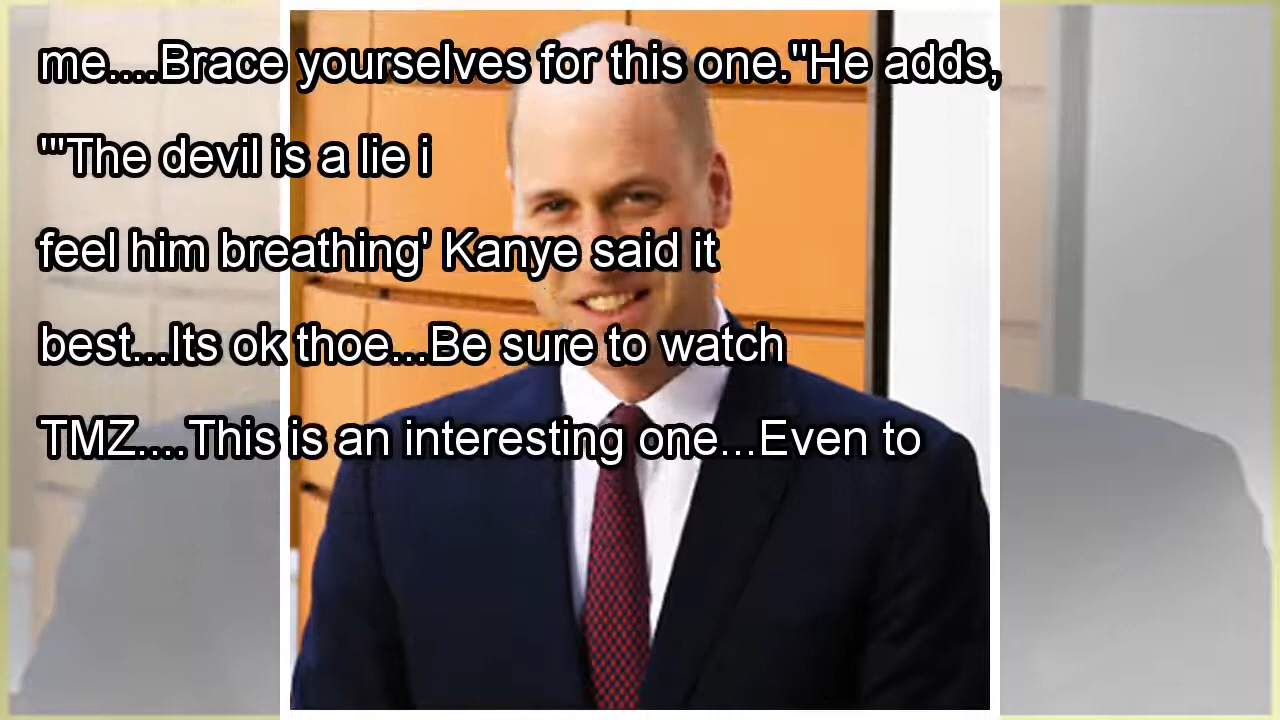 me....Brace yourselves for this one."He adds,
"'The devil is a lie i
feel him breathing' Kanye said it
best...Its ok thoe...Be sure to watch
TMZ....This is an interesting one...Even to